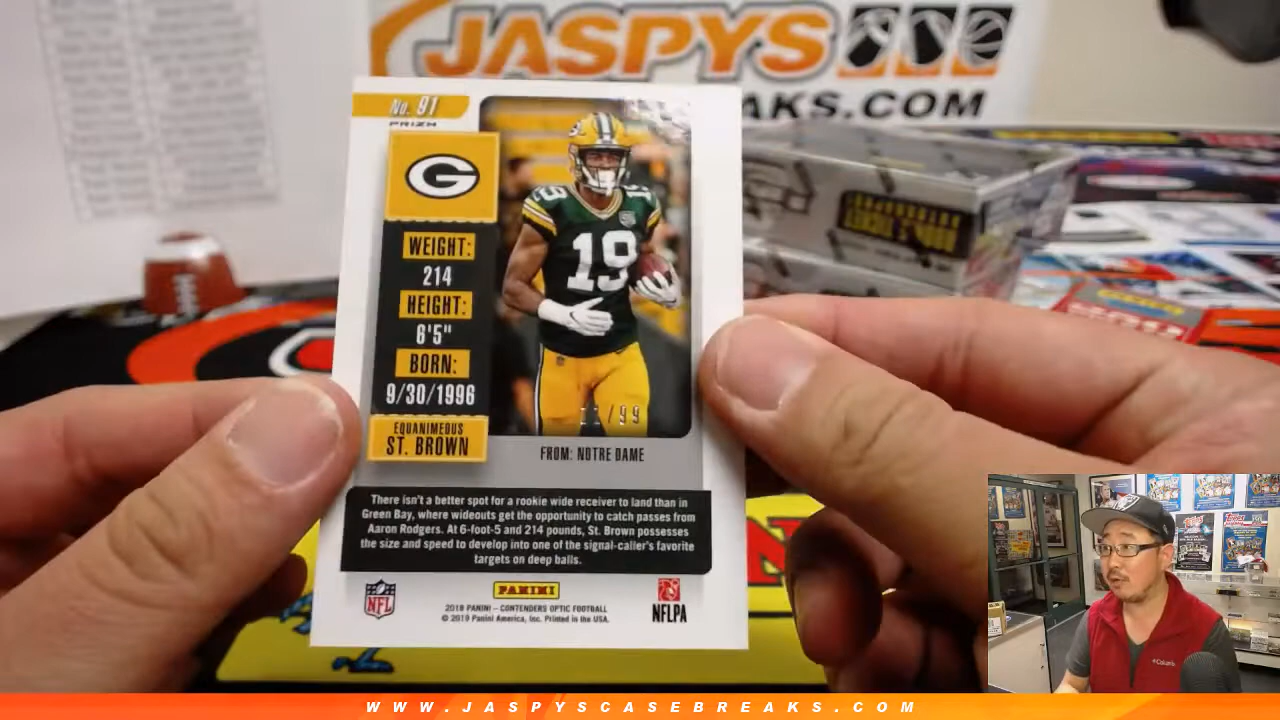 JASPYS
BREAKS.COM
No. 91
PRIZM
G
WEIGHT:
214
HEIGHT:
6'5"
BORN:
9/30/1996
EQUANIMEOUS
ST. BROWN
19
/99
FROM: NOTRE DAME
There isn't a better spot for a rookie wide receiver to land than in
Green Bay, where wideouts get the opportunity to catch passes from
Aaron Rodgers. At 6-foot-5 and 214 pounds, St. Brown possesses
the size and speed to develop into one of the signal-caller's favorite
targets on deep balls.
NFL
PANINI
NFLPA
2018 PANINI – CONTENDERS OPTIC FOOTBALL
© 2019 Panini America, Inc. Printed in the USA.
Columbia
WWW.JASPYSCASEBREAKS.COM